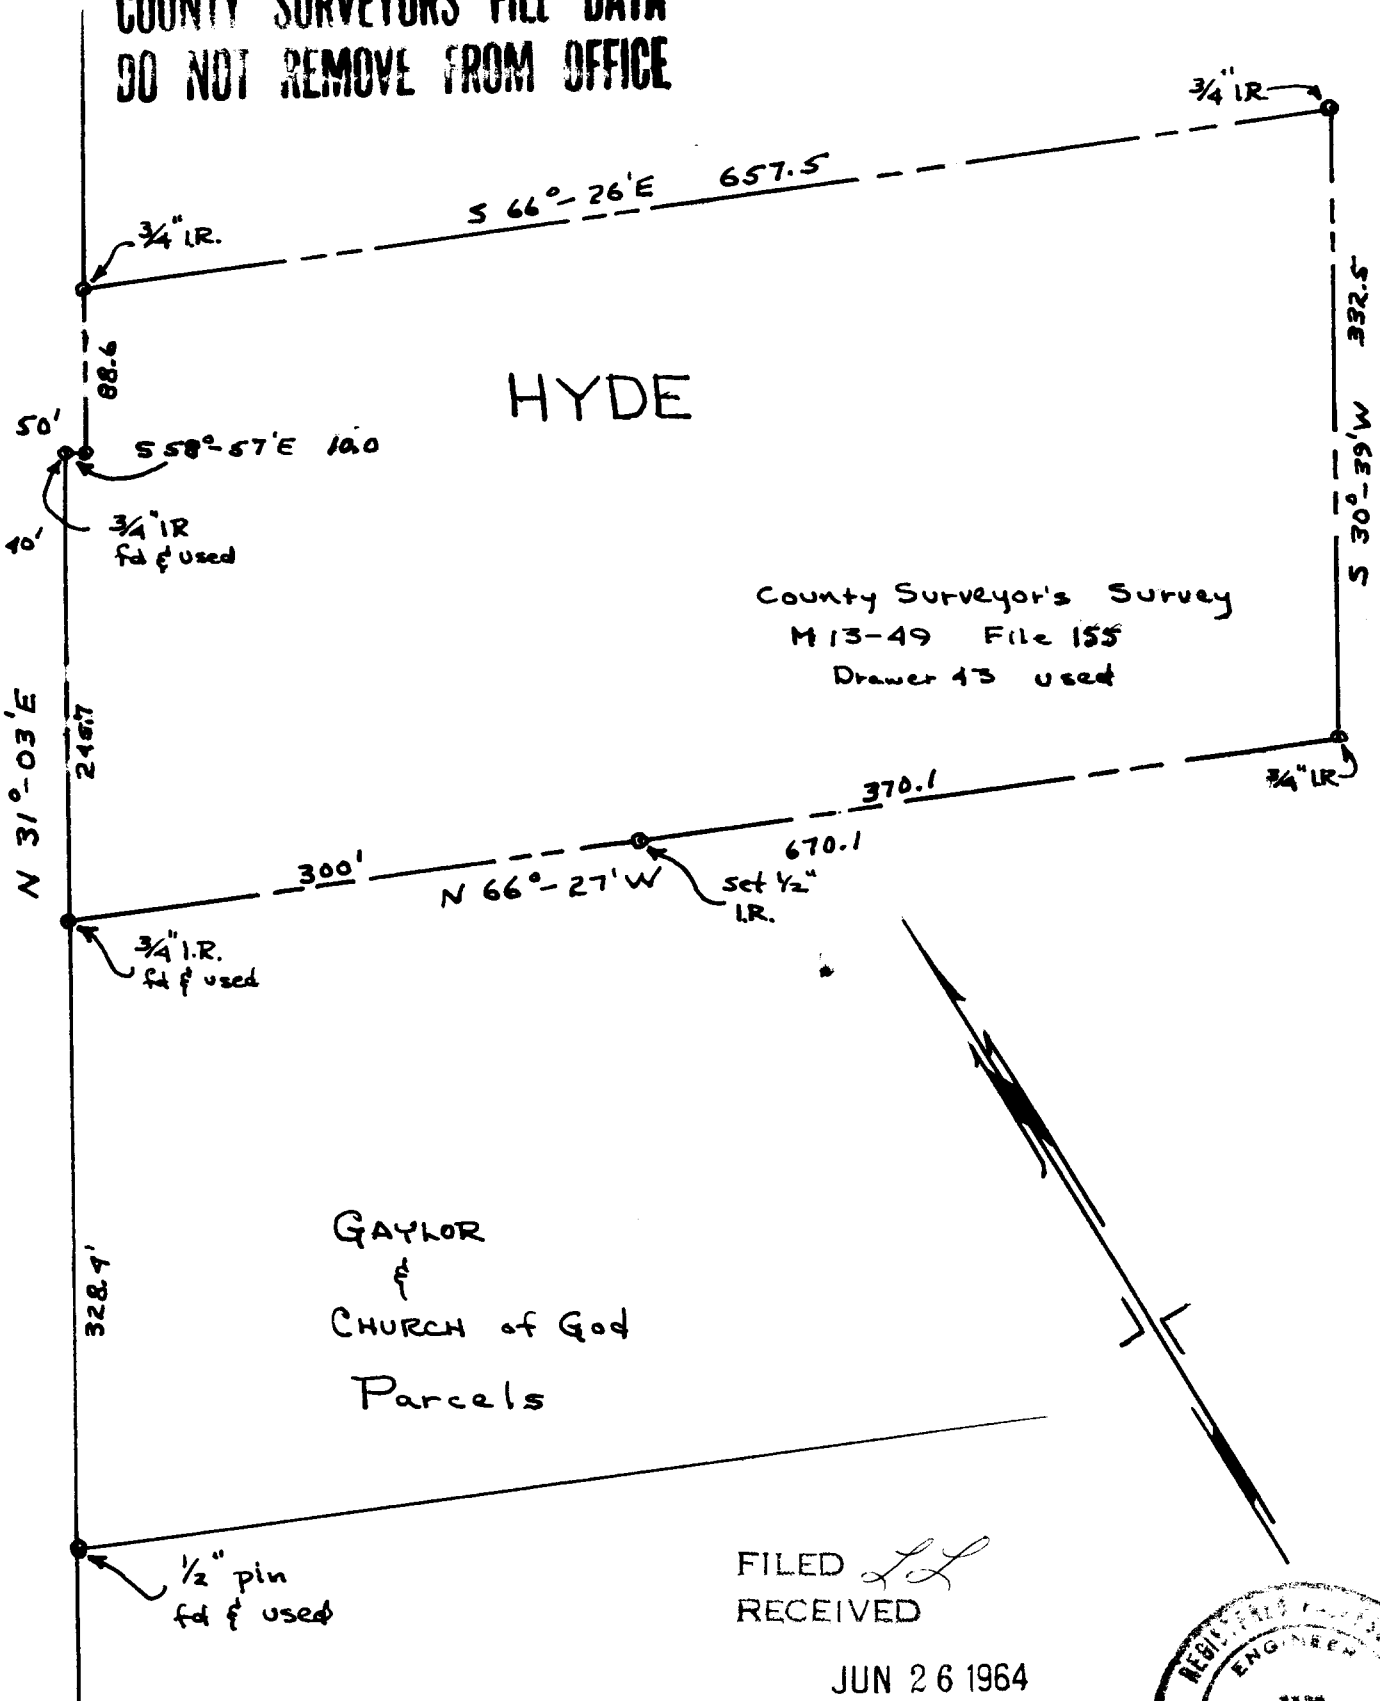 COUNTY SURVEYORS FILE DATA
DO NOT REMOVE FROM OFFICE
3/4" I.R.
S 66°-26'E 657.5
3/4" I.R.
88.6
332.5
HYDE
50'
S 58°-57'E 10.0
S 30°-39'W
3/4" IR
fd & used
40'
County Surveyor's Survey
M 13-49 File 155
Drawer 43 used
N 31°-03'E
245.7
3/4" I.R.
370.1
670.1
300'
N 66°-27'W
set 1/2"
I.R.
3/4" I.R.
fd & used
GAYLOR
&
CHURCH of God
Parcels
328.4'
1/2" pin
fd & used
FILED LL
RECEIVED
JUN 26 1964
REGISTERED
ENGINEER